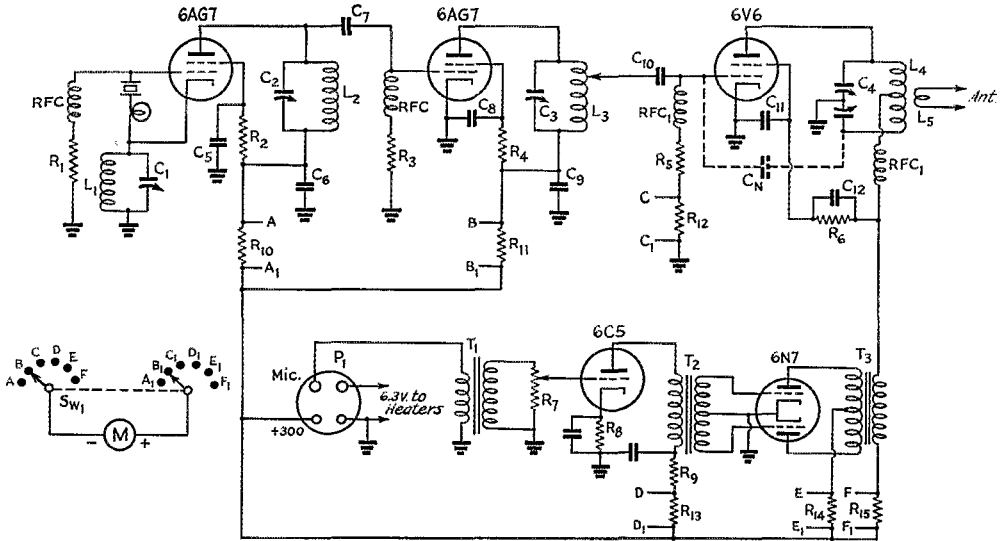 6AG7
C7
6AG7
6V6
C10
L4
C4
Ant.
L5
RFC
C2
L2
RFC
C8
C3
L3
RFC1
C11
R1
L1
C1
C5
R2
C6
R3
R4
C9
R5
CN
RFC1
C
R12
C1
C12
R6
A
R10
A1
B
R11
B1
A
B
C
D
E
F
SW1
A1
B1
C1
D1
E1
F1
- M +
Mic.
P1
6.3V. to
Heaters
+300
T1
R7
6C5
R8
T2
6N7
T3
R9
D
R13
D1
E
R14
E1
F
R15
F1